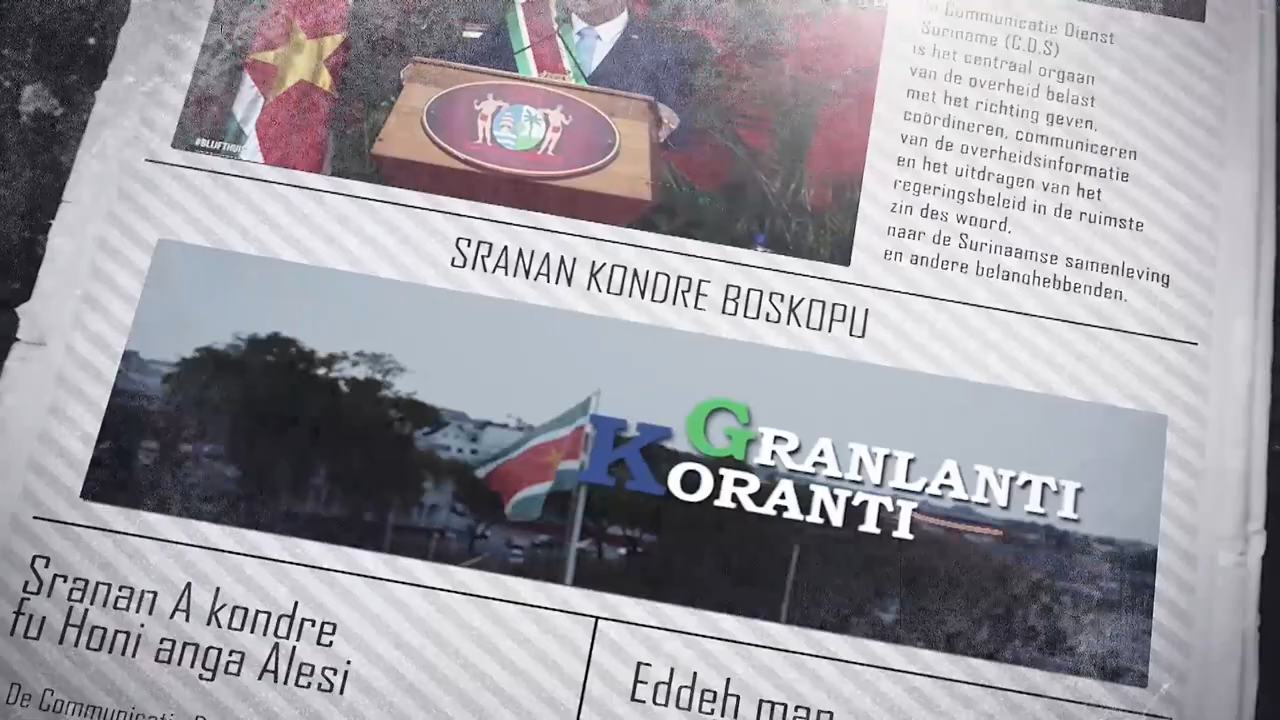 Communicatie Dienst
Suriname (C.D.S)
is het centraal orgaan
van de overheid belast
met het richting geven,
coördineren, communiceren
van de overheidsinformatie
en het uitdragen van het
regeringsbeleid in de ruimste
zin des woord.
naar de Surinaamse samenleving
en andere belanghebbenden.
SRANAN KONDRE BOSKOPU
GRANLANTI
KORANTI
Sranan A kondre
fu Honi anga Alesi
De Communicatie
Eddeh man